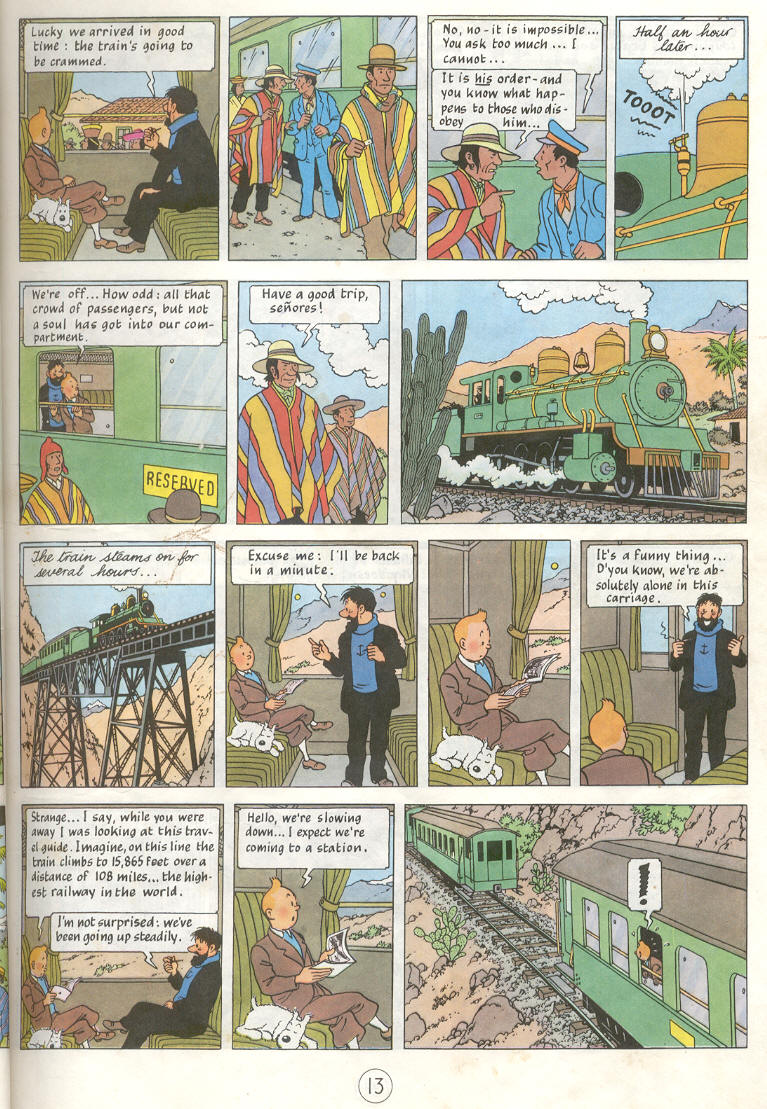 Lucky we arrived in good
time : the train's going to
be crammed.
No, no - it is impossible...
You ask too much ... I
cannot...
It is his order - and
you know what hap-
pens to those who dis-
obey him...
Half an hour
later ...
TOOOT
We're off... How odd : all that
crowd of passengers, but not
a soul has got into our com-
partment.
RESERVED
Have a good trip,
señores!
The train steams on for
several hours...
Excuse me : I'll be back
in a minute.
It's a funny thing...
D'you know, we're ab-
solutely alone in this
carriage.
Strange... I say, while you were
away I was looking at this trav-
el guide. Imagine, on this line the
train climbs to 15,865 feet over a
distance of 108 miles... the high-
est railway in the world.
I'm not surprised : we've
been going up steadily.
Hello, we're slowing
down... I expect we're
coming to a station.
!
13